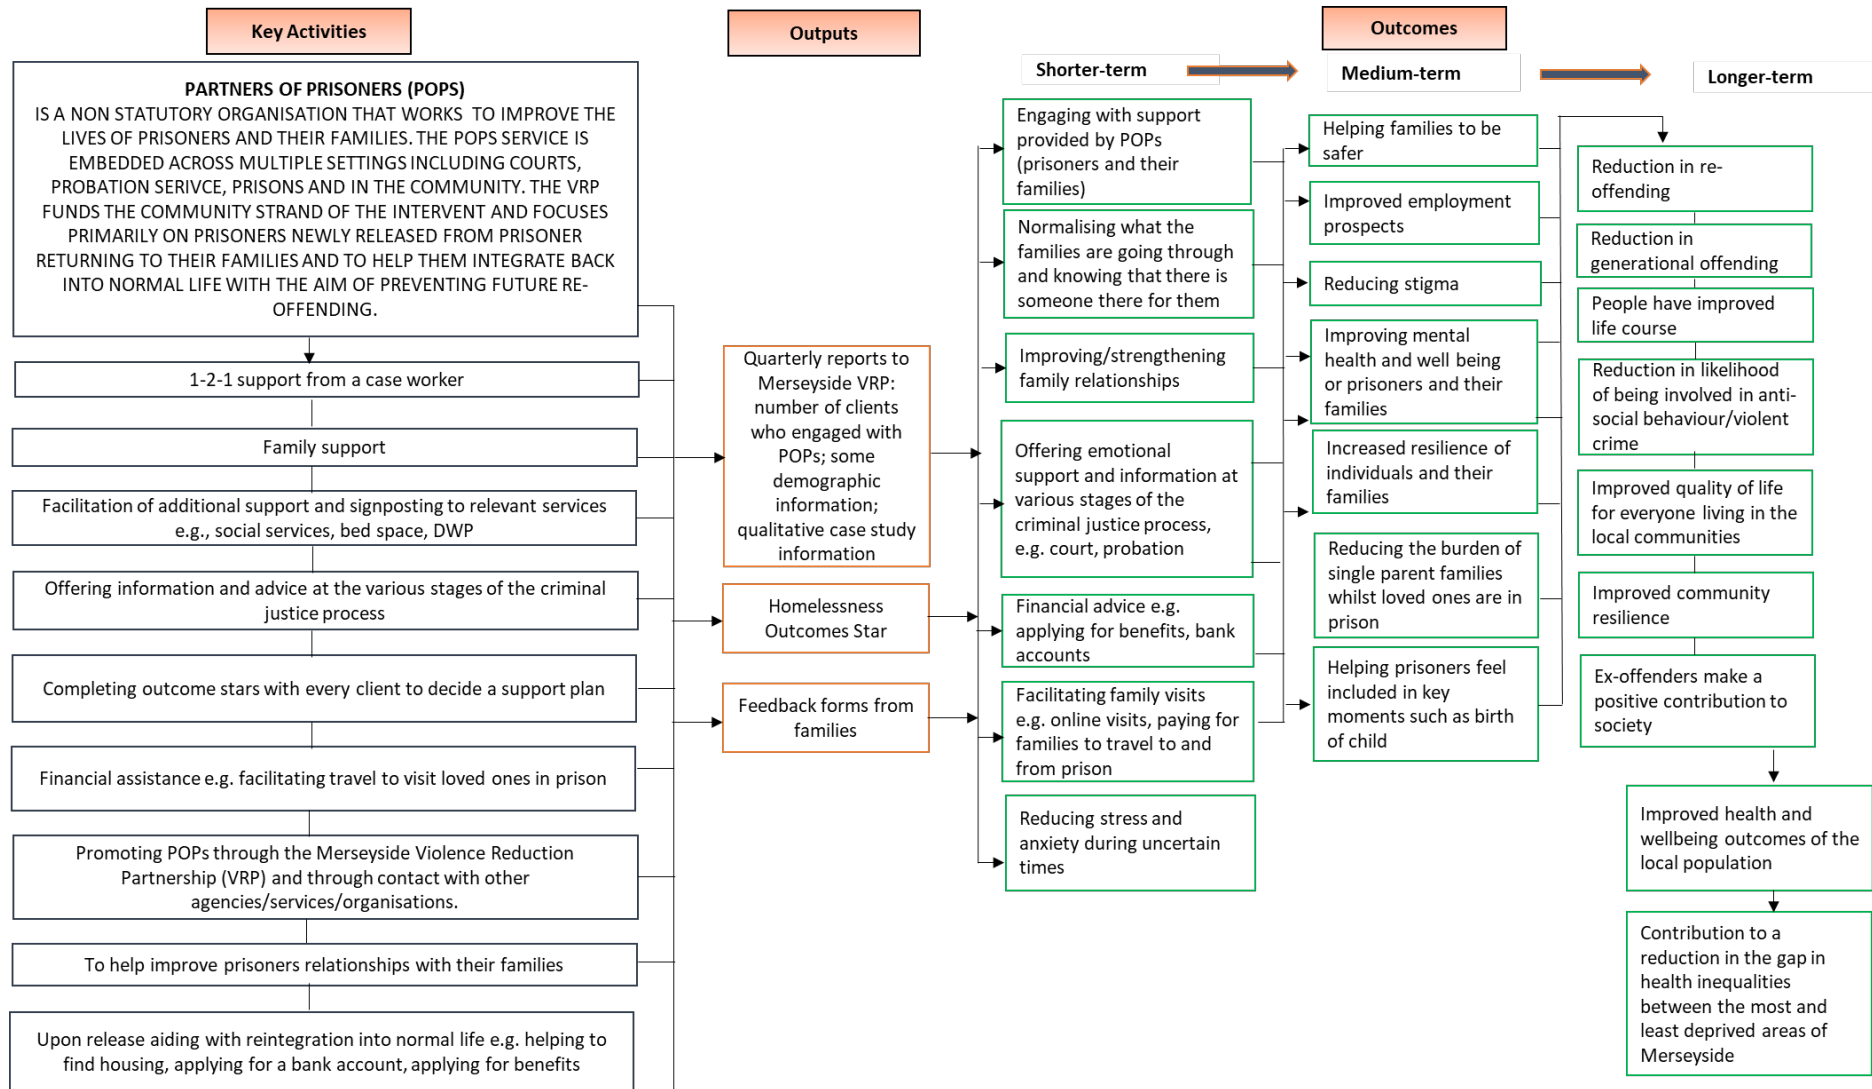 Key Activities
PARTNERS OF PRISONERS (POPS)
IS A NON STATUTORY ORGANISATION THAT WORKS TO IMPROVE THE
LIVES OF PRISONERS AND THEIR FAMILIES. THE POPS SERVICE IS
EMBEDDED ACROSS MULTIPLE SETTINGS INCLUDING COURTS,
PROBATION SERIVCE, PRISONS AND IN THE COMMUNITY. THE VRP
FUNDS THE COMMUNITY STRAND OF THE INTERVENT AND FOCUSES
PRIMARILY ON PRISONERS NEWLY RELEASED FROM PRISONER
RETURNING TO THEIR FAMILIES AND TO HELP THEM INTEGRATE BACK
INTO NORMAL LIFE WITH THE AIM OF PREVENTING FUTURE RE-
OFFENDING.
1-2-1 support from a case worker
Family support
Facilitation of additional support and signposting to relevant services
e.g., social services, bed space, DWP
Offering information and advice at the various stages of the criminal
justice process
Completing outcome stars with every client to decide a support plan
Financial assistance e.g. facilitating travel to visit loved ones in prison
Promoting POPs through the Merseyside Violence Reduction
Partnership (VRP) and through contact with other
agencies/services/organisations.
To help improve prisoners relationships with their families
Upon release aiding with reintegration into normal life e.g. helping to
find housing, applying for a bank account, applying for benefits
Outputs
Quarterly reports to
Merseyside VRP:
number of clients
who engaged with
POPs; some
demographic
information;
qualitative case study
information
Homelessness
Outcomes Star
Feedback forms from
families
Outcomes
Shorter-term
Engaging with support
provided by POPs
(prisoners and their
families)
Normalising what the
families are going through
and knowing that there is
someone there for them
Improving/strengthening
family relationships
Offering emotional
support and information at
various stages of the
criminal justice process,
e.g. court, probation
Financial advice e.g.
applying for benefits, bank
accounts
Facilitating family visits
e.g. online visits, paying for
families to travel to and
from prison
Reducing stress and
anxiety during uncertain
times
Medium-term
Helping families to be
safer
Improved employment
prospects
Reducing stigma
Improving mental
health and well being
or prisoners and their
families
Increased resilience of
individuals and their
families
Reducing the burden of
single parent families
whilst loved ones are in
prison
Helping prisoners feel
included in key
moments such as birth
of child
Longer-term
Reduction in re-
offending
Reduction in
generational offending
People have improved
life course
Reduction in likelihood
of being involved in anti-
social behaviour/violent
crime
Improved quality of life
for everyone living in the
local communities
Improved community
resilience
Ex-offenders make a
positive contribution to
society
Improved health and
wellbeing outcomes of the
local population
Contribution to a
reduction in the gap in
health inequalities
between the most and
least deprived areas of
Merseyside